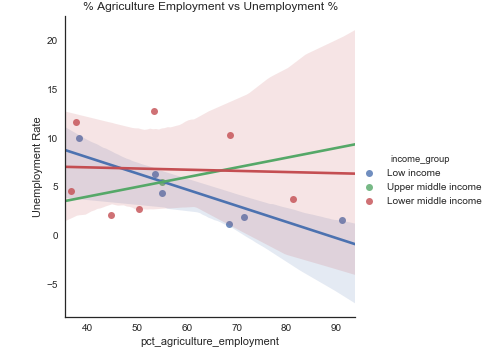 % Agriculture Employment vs Unemployment %
20
15
10
5
0
−5
Unemployment Rate
40
50
60
70
80
90
pct_agriculture_employment
income_group
Low income
Upper middle income
Lower middle income